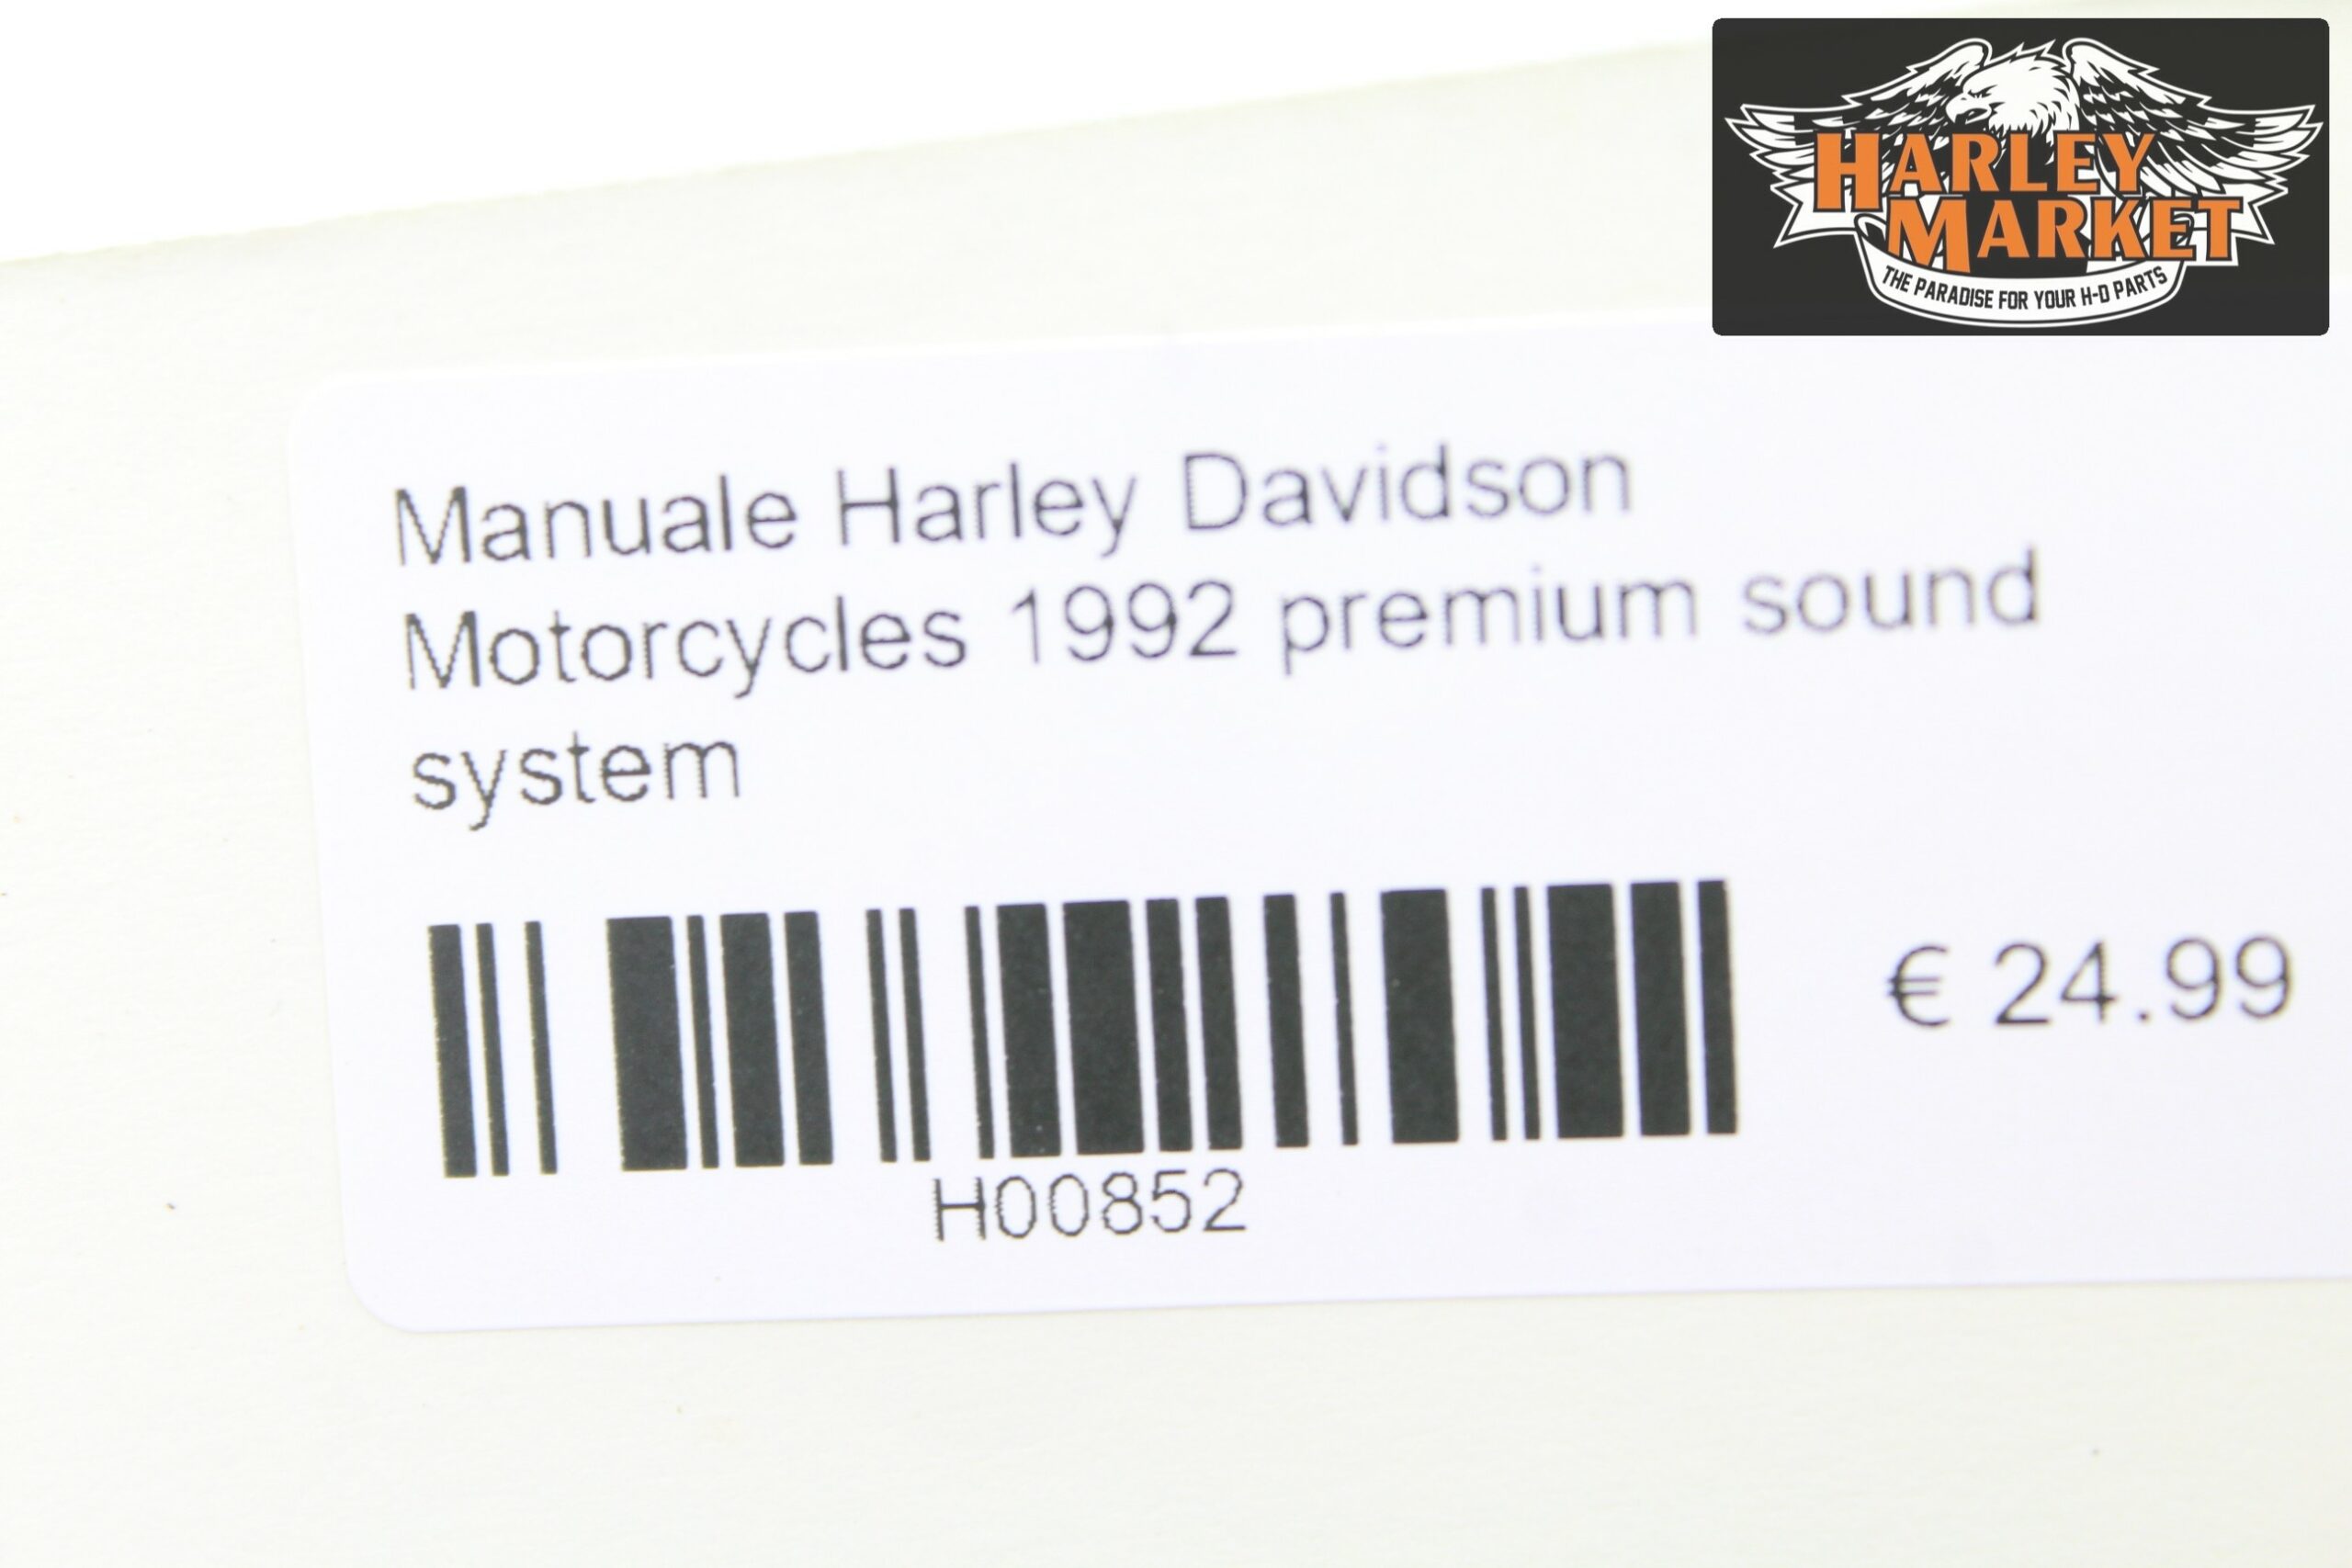 HARLEY
MARKET
THE PARADISE FOR YOUR H-D PARTS
Manuale Harley Davidson
Motorcycles 1992 premium sound
system
€ 24.99
H00852